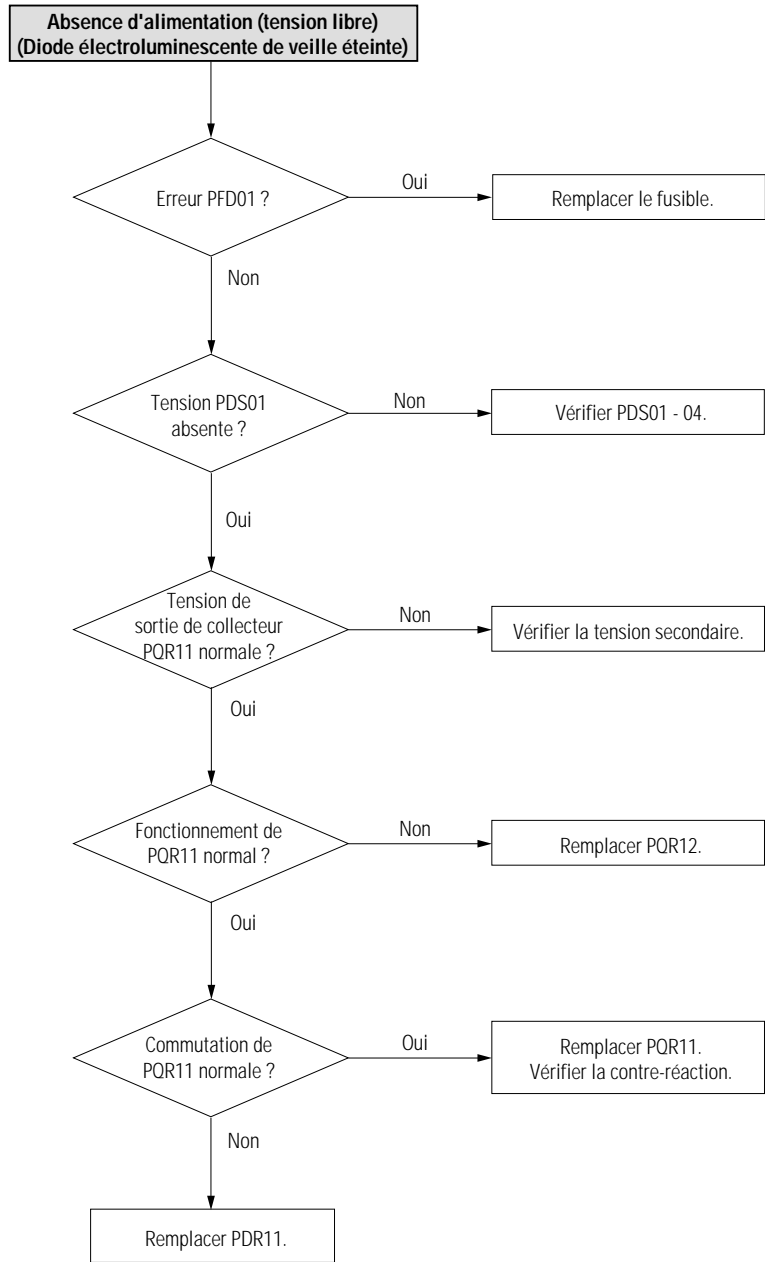 Absence d'alimentation (tension libre)
(Diode électroluminescente de veille éteinte)
Erreur PFD01 ?
Oui
Remplacer le fusible.
Non
Tension PDS01
absente ?
Non
Vérifier PDS01 - 04.
Oui
Tension de
sortie de collecteur
PQR11 normale ?
Non
Vérifier la tension secondaire.
Oui
Fonctionnement de
PQR11 normal ?
Non
Remplacer PQR12.
Oui
Commutation de
PQR11 normale ?
Oui
Remplacer PQR11.
Vérifier la contre-réaction.
Non
Remplacer PDR11.